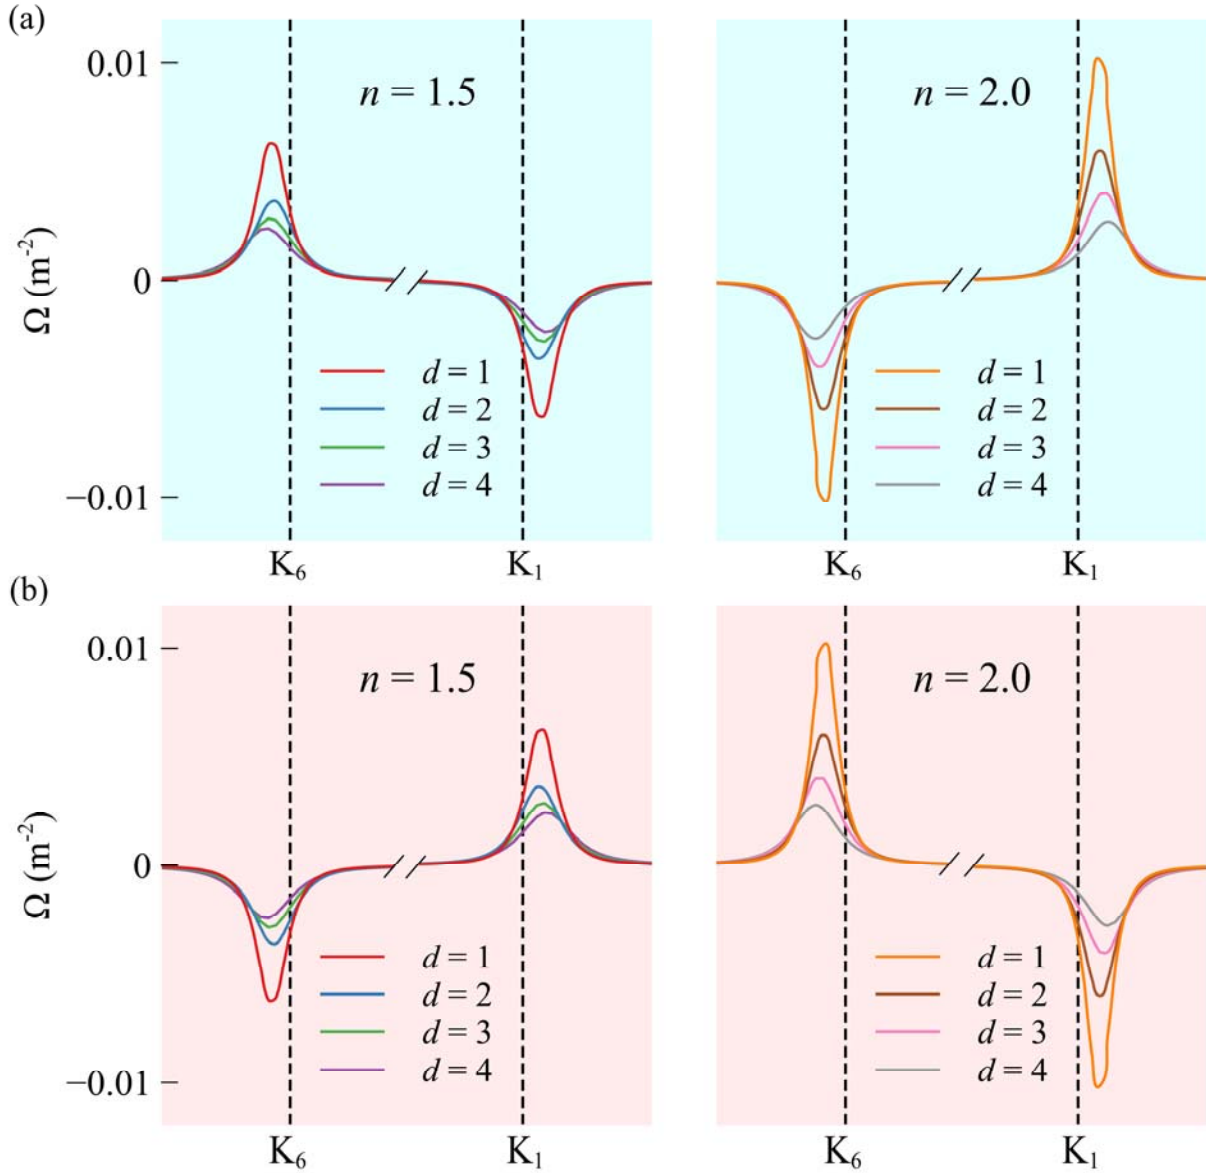 (a)
0.01
0
−0.01
Ω (m⁻²)
n = 1.5
d = 1
d = 2
d = 3
d = 4
K₆
K₁
n = 2.0
d = 1
d = 2
d = 3
d = 4
K₆
K₁
(b)
0.01
0
−0.01
Ω (m⁻²)
n = 1.5
d = 1
d = 2
d = 3
d = 4
K₆
K₁
n = 2.0
d = 1
d = 2
d = 3
d = 4
K₆
K₁